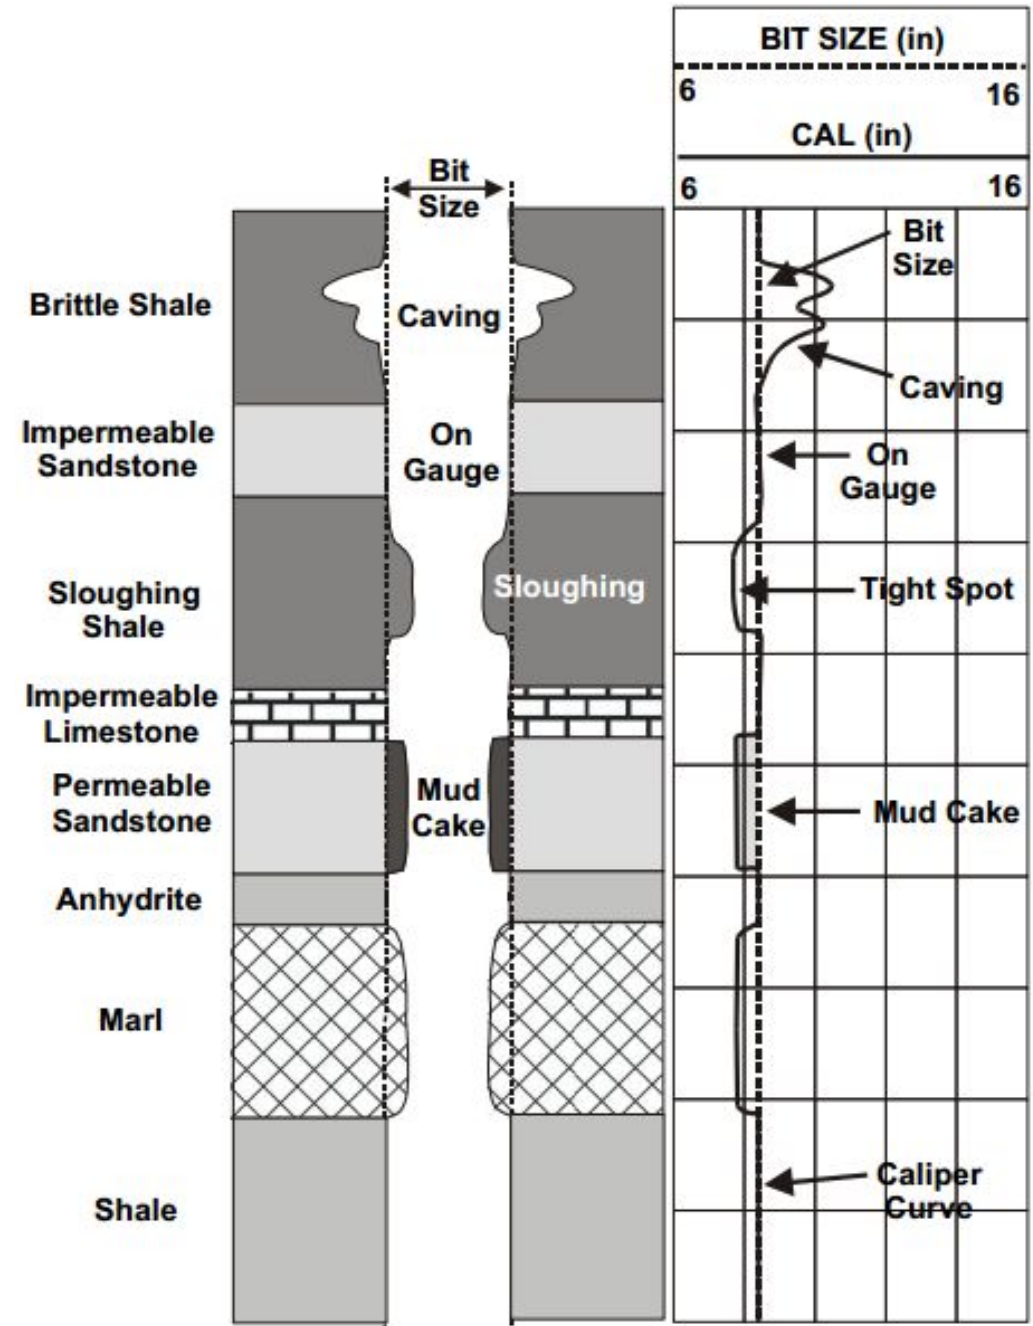 BIT SIZE (in)
6 16
CAL (in)
6 16
Bit
Size
Brittle Shale
Caving
Impermeable
Sandstone
On
Gauge
Sloughing
Shale
Sloughing
Impermeable
Limestone
Permeable
Sandstone
Mud
Cake
Anhydrite
Marl
Shale
Bit
Size
Caving
On
Gauge
Tight Spot
Mud Cake
Caliper
Curve